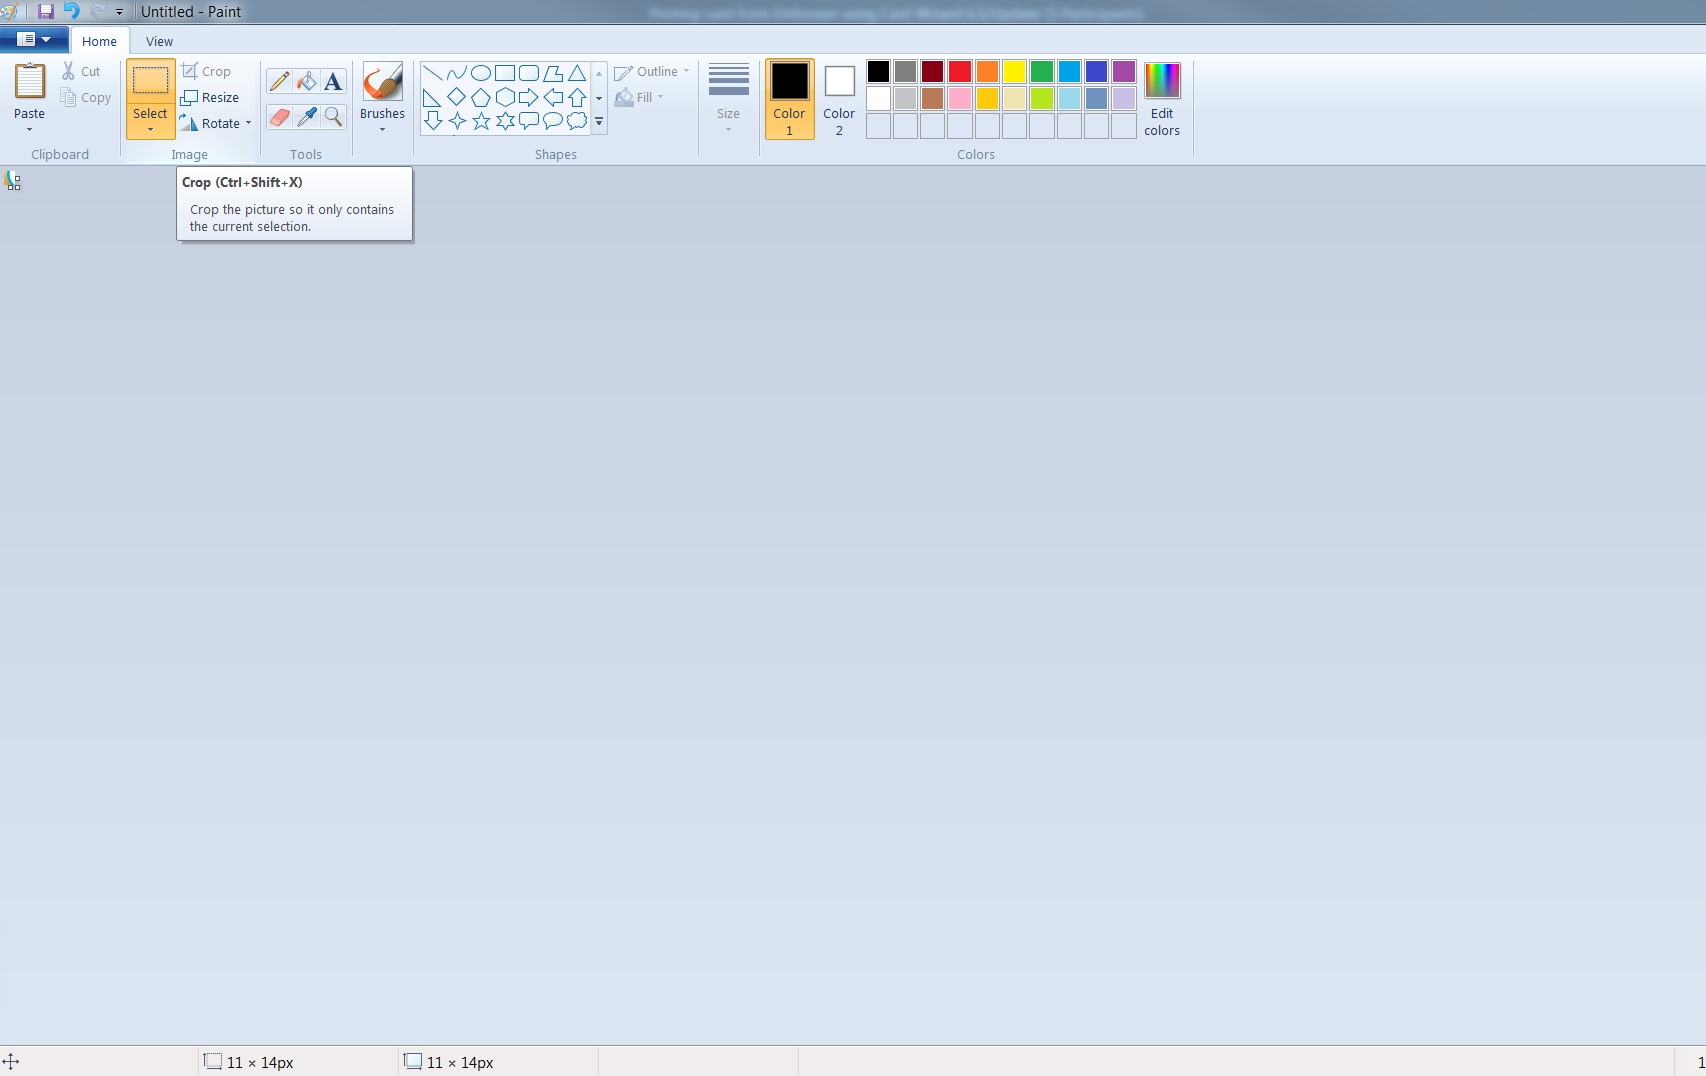 Untitled - Paint
Home View
Paste
Cut
Copy
Clipboard
Select
Crop
Resize
Rotate
Image
Tools
Brushes
Outline
Fill
Shapes
Size
Color
1
Color
2
Edit
colors
Colors
Crop (Ctrl+Shift+X)
Crop the picture so it only contains
the current selection.
11 × 14px
11 × 14px
1